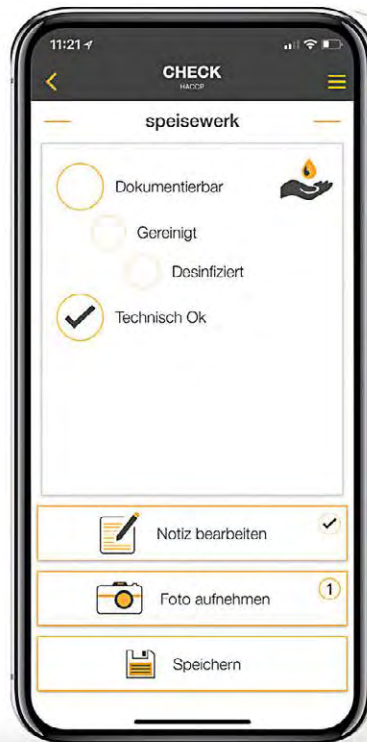 11:21
CHECK
HACCP
speisewerk
Dokumentierbar
Gereinigt
Desinfiziert
Technisch Ok
Notiz bearbeiten
Foto aufnehmen
1
Speichern